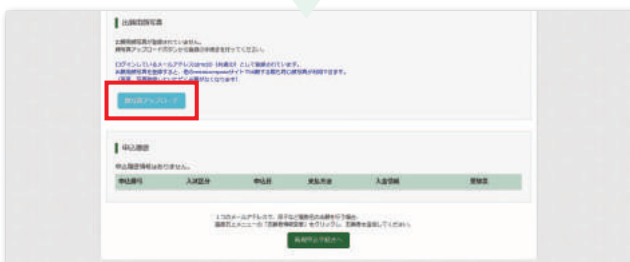 出願用顔写真
出願用顔写真が登録されていません。
顔写真アップロードボタンから登録の手続きを行ってください。
ログインしているメールアドレスは
として登録されています。
顔写真アップロード
申込履歴
申込履歴情報はありません。
申込番号 入試区分 申込日 支払方法 入金情報 受験票
1つのメールアドレスで、双子など複数名の出願を行う場合、
画面右上メニューの「志願者情報変更」をクリックし、志願者を追加してください。
新規申込手続きへ